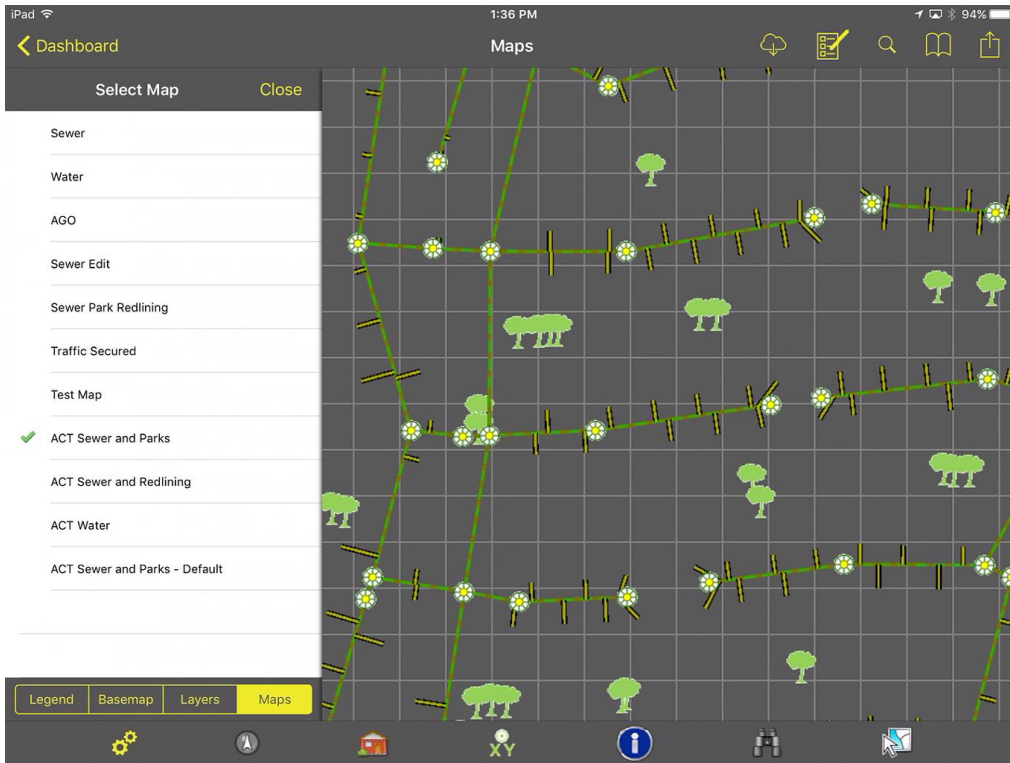 iPad 1:36 PM 94%
Dashboard Maps
Select Map Close
Sewer
Water
AGO
Sewer Edit
Sewer Park Redlining
Traffic Secured
Test Map
ACT Sewer and Parks
ACT Sewer and Redlining
ACT Water
ACT Sewer and Parks - Default
Legend Basemap Layers Maps
XY